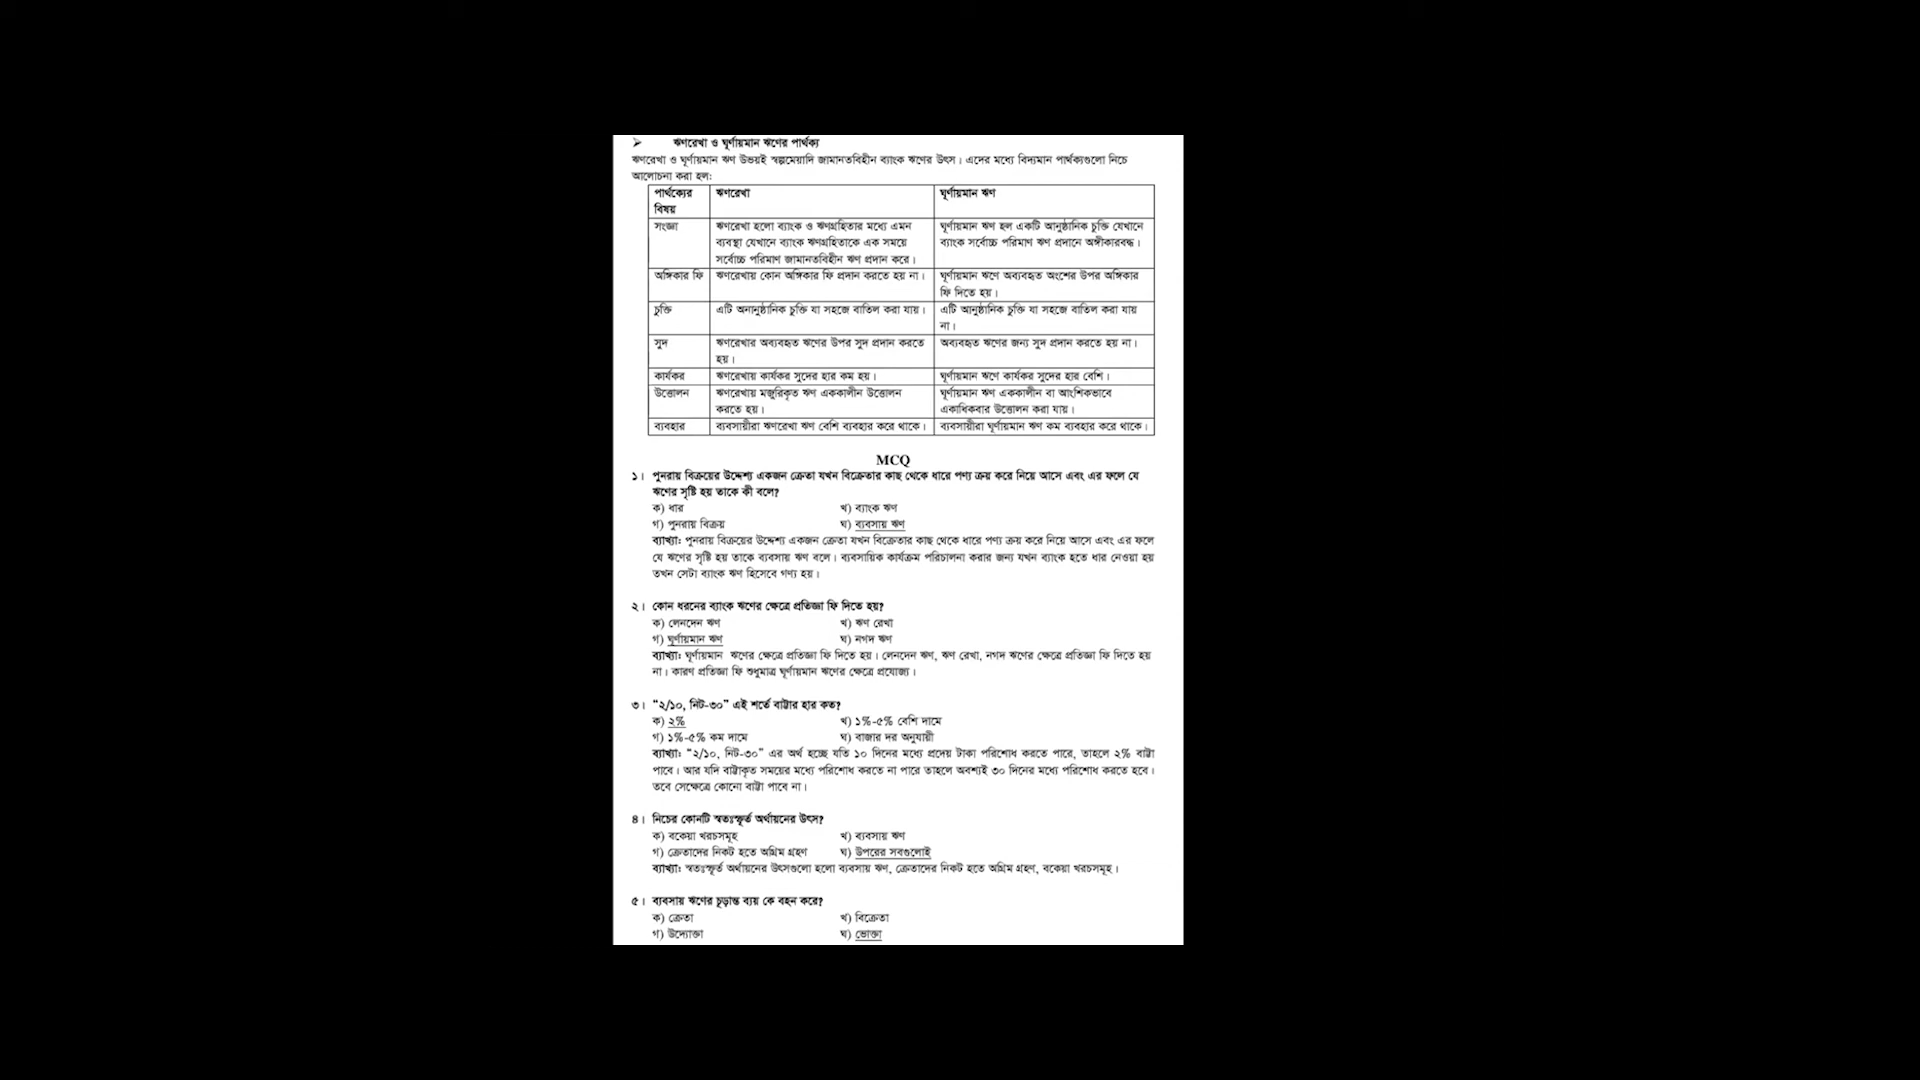 ➢ ঋণরেখা ও ঘূর্ণায়মান ঋণের পার্থক্য
ঋণরেখা ও ঘূর্ণায়মান ঋণ উভয়ই স্বল্পমেয়াদি জামানতবিহীন ব্যাংক ঋণের উৎস। এদের মধ্যে বিদ্যমান পার্থক্যগুলো নিচে
আলোচনা করা হল:
পার্থক্যের বিষয় ঋণরেখা ঘূর্ণায়মান ঋণ
সংজ্ঞা ঋণরেখা হলো ব্যাংক ও ঋণগ্রহিতার মধ্যে এমন ব্যবস্থা যেখানে ব্যাংক ঋণগ্রহিতাকে এক সময়ে সর্বোচ্চ পরিমাণ জামানতবিহীন ঋণ প্রদান করে। ঘূর্ণায়মান ঋণ হল একটি আনুষ্ঠানিক চুক্তি যেখানে ব্যাংক সর্বোচ্চ পরিমাণ ঋণ প্রদানে অঙ্গীকারবদ্ধ।
অঙ্গিকার ফি ঋণরেখায় কোন অঙ্গিকার ফি প্রদান করতে হয় না। ঘূর্ণায়মান ঋণে অব্যবহৃত অংশের উপর অঙ্গিকার ফি দিতে হয়।
চুক্তি এটি অনানুষ্ঠানিক চুক্তি যা সহজে বাতিল করা যায়। এটি আনুষ্ঠানিক চুক্তি যা সহজে বাতিল করা যায় না।
সুদ ঋণরেখার অব্যবহৃত ঋণের উপর সুদ প্রদান করতে হয়। অব্যবহৃত ঋণের জন্য সুদ প্রদান করতে হয় না।
কার্যকর ঋণরেখায় কার্যকর সুদের হার কম হয়। ঘূর্ণায়মান ঋণে কার্যকর সুদের হার বেশি।
উত্তোলন ঋণরেখায় মজুরিকৃত ঋণ এককালীন উত্তোলন করতে হয়। ঘূর্ণায়মান ঋণ এককালীন বা আংশিকভাবে একাধিকবার উত্তোলন করা যায়।
ব্যবহার ব্যবসায়ীরা ঋণরেখা ঋণ বেশি ব্যবহার করে থাকে। ব্যবসায়ীরা ঘূর্ণায়মান ঋণ কম ব্যবহার করে থাকে।
MCQ
১। পুনরায় বিক্রয়ের উদ্দেশ্য একজন ক্রেতা যখন বিক্রেতার কাছ থেকে ধারে পণ্য ক্রয় করে নিয়ে আসে এবং এর ফলে যে
ঋণের সৃষ্টি হয় তাকে কী বলে?
ক) ধার খ) ব্যাংক ঋণ
গ) পুনরায় বিক্রয় ঘ) ব্যবসায় ঋণ
ব্যাখ্যা: পুনরায় বিক্রয়ের উদ্দেশ্য একজন ক্রেতা যখন বিক্রেতার কাছ থেকে ধারে পণ্য ক্রয় করে নিয়ে আসে এবং এর ফলে
যে ঋণের সৃষ্টি হয় তাকে ব্যবসায় ঋণ বলে। ব্যবসায়িক কার্যক্রম পরিচালনা করার জন্য যখন ব্যাংক হতে ধার নেওয়া হয়
তখন সেটা ব্যাংক ঋণ হিসেবে গণ্য হয়।
২। কোন ধরনের ব্যাংক ঋণের ক্ষেত্রে প্রতিজ্ঞা ফি দিতে হয়?
ক) লেনদেন ঋণ খ) ঋণ রেখা
গ) ঘূর্ণায়মান ঋণ ঘ) নগদ ঋণ
ব্যাখ্যা: ঘূর্ণায়মান ঋণের ক্ষেত্রে প্রতিজ্ঞা ফি দিতে হয়। লেনদেন ঋণ, ঋণ রেখা, নগদ ঋণের ক্ষেত্রে প্রতিজ্ঞা ফি দিতে হয়
না। কারণ প্রতিজ্ঞা ফি শুধুমাত্র ঘূর্ণায়মান ঋণের ক্ষেত্রে প্রযোজ্য।
৩। “২/১০, নিট-৩০” এই শর্তে বাট্টার হার কত?
ক) ২% খ) ১%-৫% বেশি দামে
গ) ১%-৫% কম দামে ঘ) বাজার দর অনুযায়ী
ব্যাখ্যা: “২/১০, নিট-৩০” এর অর্থ হচ্ছে যতি ১০ দিনের মধ্যে প্রদেয় টাকা পরিশোধ করতে পারে, তাহলে ২% বাট্টা
পাবে। আর যদি বাট্টাকৃত সময়ের মধ্যে পরিশোধ করতে না পারে তাহলে অবশ্যই ৩০ দিনের মধ্যে পরিশোধ করতে হবে।
তবে সেক্ষেত্রে কোনো বাট্টা পাবে না।
৪। নিচের কোনটি স্বতঃস্ফূর্ত অর্থায়নের উৎস?
ক) বকেয়া খরচসমূহ খ) ব্যবসায় ঋণ
গ) ক্রেতাদের নিকট হতে অগ্রিম গ্রহণ ঘ) উপরের সবগুলোই
ব্যাখ্যা: স্বতঃস্ফূর্ত অর্থায়নের উৎসগুলো হলো ব্যবসায় ঋণ, ক্রেতাদের নিকট হতে অগ্রিম গ্রহণ, বকেয়া খরচসমূহ।
৫। ব্যবসায় ঋণের চূড়ান্ত ব্যয় কে বহন করে?
ক) ক্রেতা খ) বিক্রেতা
গ) উদ্যোক্তা ঘ) ভোক্তা